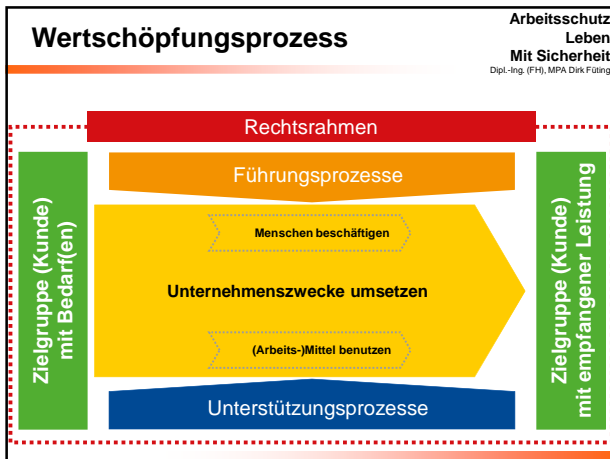 Wertschöpfungsprozess
Arbeitsschutz
Leben
Mit Sicherheit
Dipl.-Ing. (FH), MPA Dirk Füting
Rechtsrahmen
Führungsprozesse
Zielgruppe (Kunde)
mit Bedarf(en)
Menschen beschäftigen
Unternehmenszwecke umsetzen
(Arbeits-)Mittel benutzen
Zielgruppe (Kunde)
mit empfangener Leistung
Unterstützungsprozesse